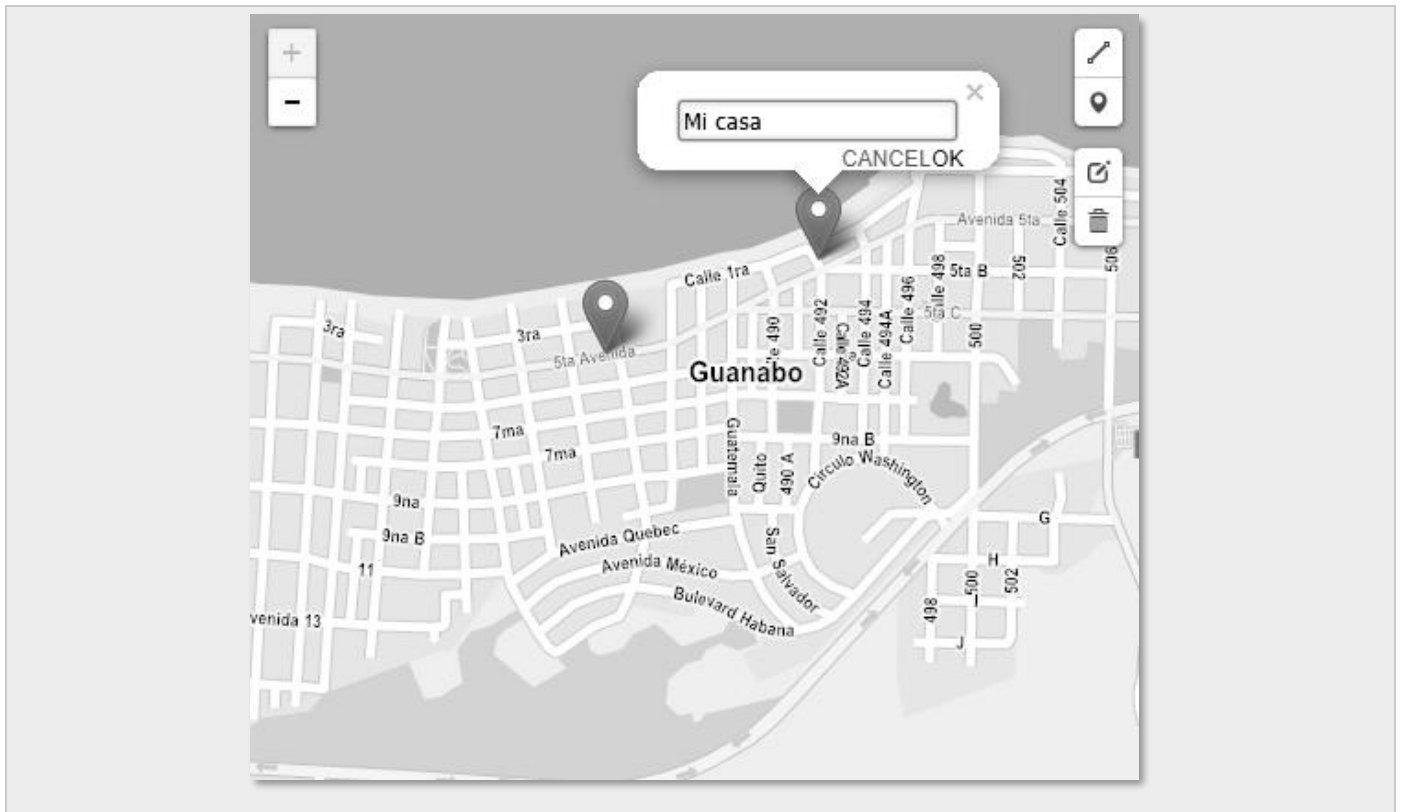 +
−
Mi casa
×
CANCELOK
Calle 504
Avenida 5ta
506
Calle 1ra
Calle 498
5ta B
502
Calle 492
Calle 494
Calle 496
5ta C
3ra
3ra
Calle 492A
Calle 494A
500
5ta Avenida
Guanabo
7ma
7ma
Guatemala
Quito
490 A
9na B
Circulo Washington
9na
9na B
Avenida Quebec
San Salvador
G
11
Avenida México
H
500
502
498
Bulevard Habana
venida 13
J